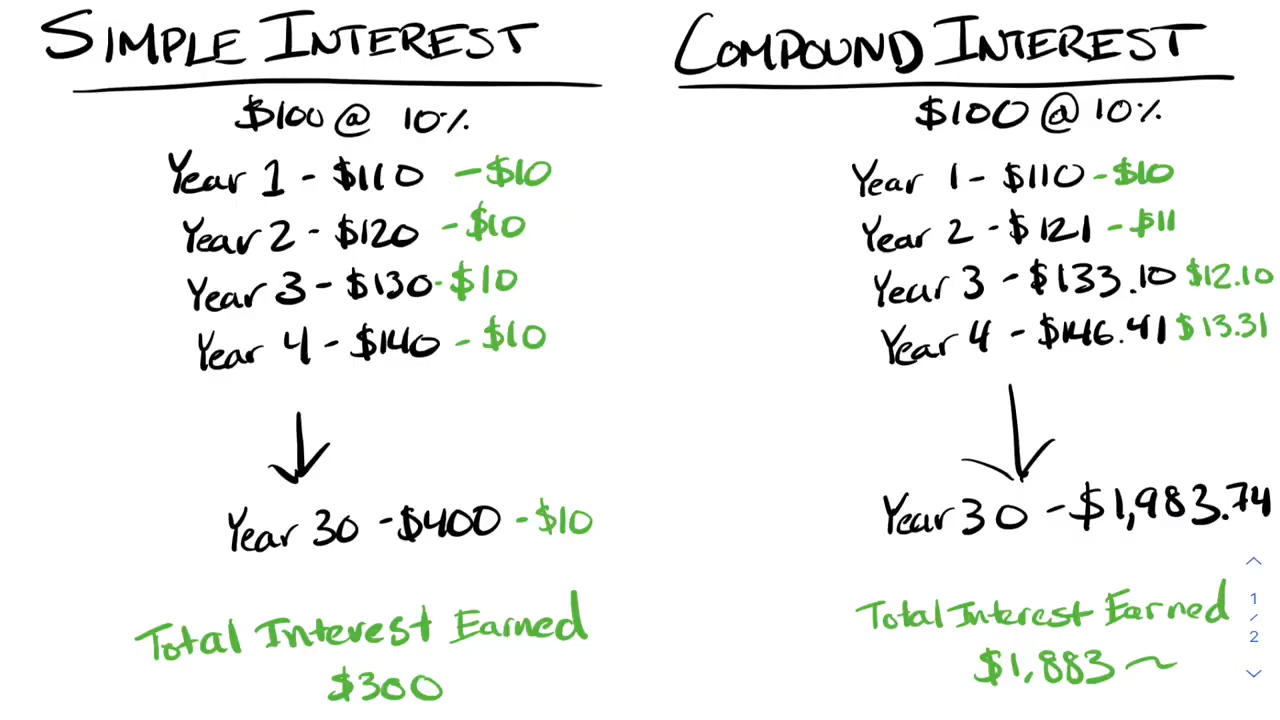 SIMPLE INTEREST
$100 @ 10%
Year 1 - $110 - $10
Year 2 - $120 - $10
Year 3 - $130 - $10
Year 4 - $140 - $10
Year 30 - $400 - $10
Total Interest Earned
$300
COMPOUND INTEREST
$100 @ 10%
Year 1 - $110 - $10
Year 2 - $121 - $11
Year 3 - $133.10 $12.10
Year 4 - $146.41 $13.31
Year 30 - $1,983.74
Total Interest Earned
$1,883 ~
1
/
2